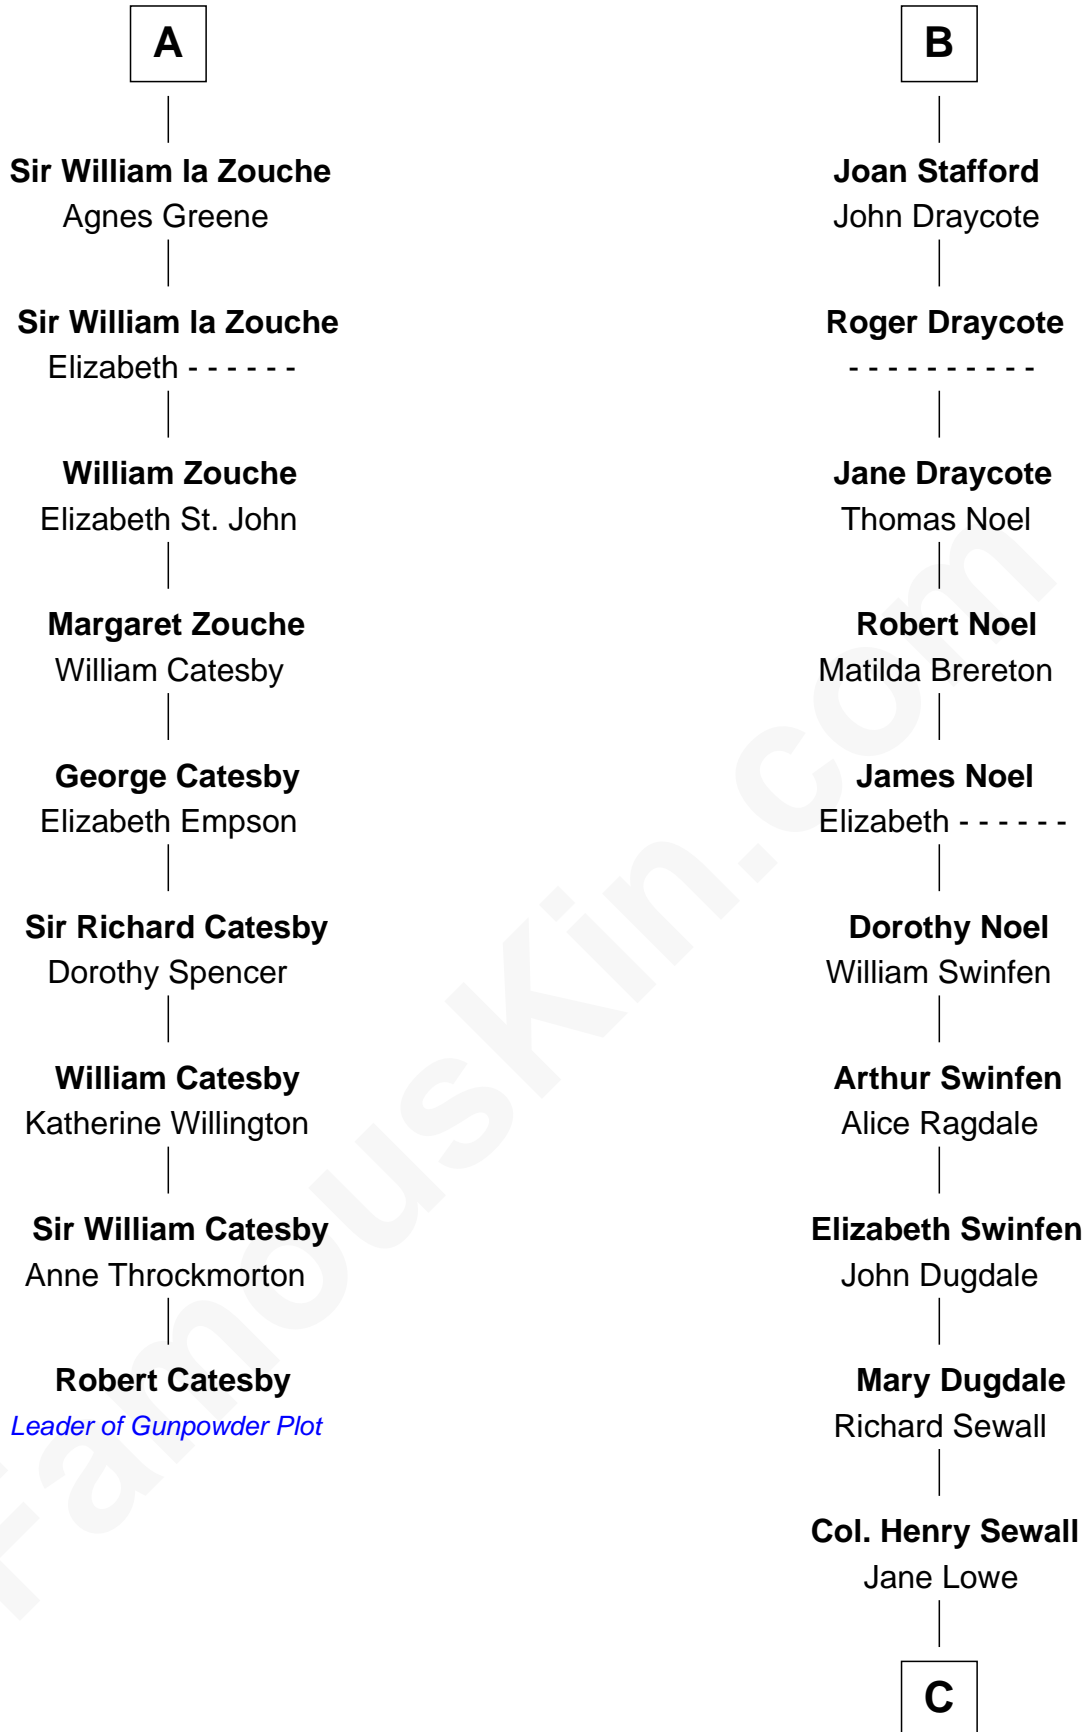 A
Sir William la Zouche
Agnes Greene
Sir William la Zouche
Elizabeth - - - - - -
William Zouche
Elizabeth St. John
Margaret Zouche
William Catesby
George Catesby
Elizabeth Empson
Sir Richard Catesby
Dorothy Spencer
William Catesby
Katherine Willington
Sir William Catesby
Anne Throckmorton
Robert Catesby
Leader of Gunpowder Plot
B
Joan Stafford
John Draycote
Roger Draycote
- - - - - - - - - -
Jane Draycote
Thomas Noel
Robert Noel
Matilda Brereton
James Noel
Elizabeth - - - - - -
Dorothy Noel
William Swinfen
Arthur Swinfen
Alice Ragdale
Elizabeth Swinfen
John Dugdale
Mary Dugdale
Richard Sewall
Col. Henry Sewall
Jane Lowe
C
FamousKin.com